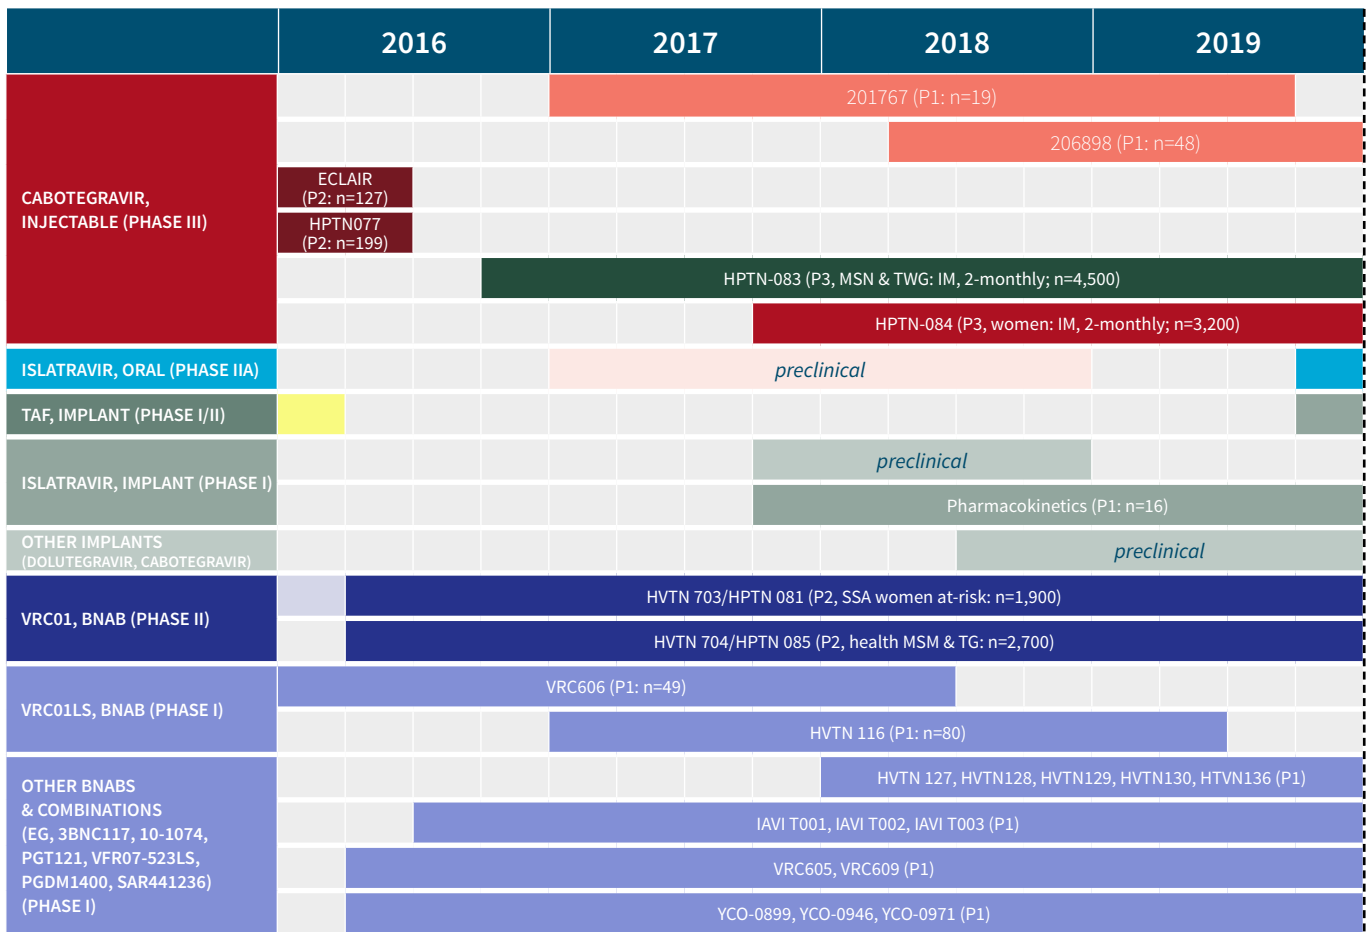 2016 2017 2018 2019
CABOTEGRAVIR,
INJECTABLE (PHASE III)
201767 (P1: n=19)
206898 (P1: n=48)
ECLAIR
(P2: n=127)
HPTN077
(P2: n=199)
HPTN-083 (P3, MSN & TWG: IM, 2-monthly; n=4,500)
HPTN-084 (P3, women: IM, 2-monthly; n=3,200)
ISLATRAVIR, ORAL (PHASE IIA)
preclinical
TAF, IMPLANT (PHASE I/II)
ISLATRAVIR, IMPLANT (PHASE I)
preclinical
Pharmacokinetics (P1: n=16)
OTHER IMPLANTS
(DOLUTEGRAVIR, CABOTEGRAVIR)
preclinical
VRC01, BNAB (PHASE II)
HVTN 703/HPTN 081 (P2, SSA women at-risk: n=1,900)
HVTN 704/HPTN 085 (P2, health MSM & TG: n=2,700)
VRC01LS, BNAB (PHASE I)
VRC606 (P1: n=49)
HVTN 116 (P1: n=80)
OTHER BNABS
& COMBINATIONS
(EG, 3BNC117, 10-1074,
PGT121, VFR07-523LS,
PGDM1400, SAR441236)
(PHASE I)
HVTN 127, HVTN128, HVTN129, HVTN130, HTVN136 (P1)
IAVI T001, IAVI T002, IAVI T003 (P1)
VRC605, VRC609 (P1)
YCO-0899, YCO-0946, YCO-0971 (P1)